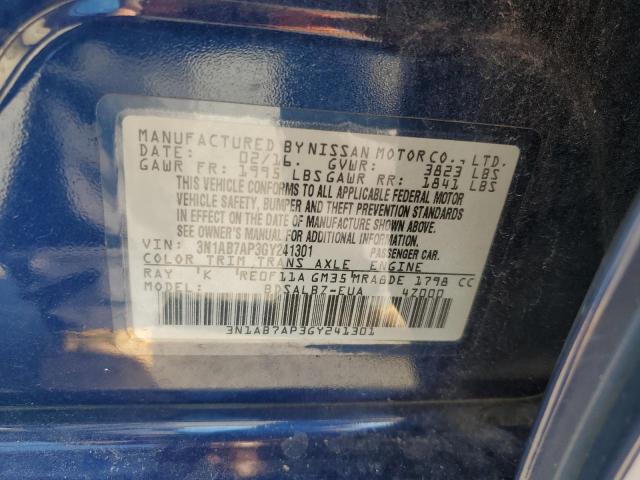 MANUFACTURED BY NISSAN MOTOR CO., LTD.
DATE: 02/16. GVWR: 3823 LBS
GAWR FR: 1995 LBS GAWR RR: 1841 LBS
THIS VEHICLE CONFORMS TO ALL APPLICABLE FEDERAL MOTOR
VEHICLE SAFETY, BUMPER AND THEFT PREVENTION STANDARDS
IN EFFECT ON THE DATE OF MANUFACTURE SHOWN ABOVE.
SEE OWNER'S MANUAL OR VISIT
VIN: 3N1AB7AP3GY241301 PASSENGER CAR.
COLOR TRIM TRANS AXLE ENGINE
RAY K RE0F11A GM35 MRA8DE 1798 CC
MODEL: BDSALBZ-EUA 47000
3N1AB7AP3GY241301